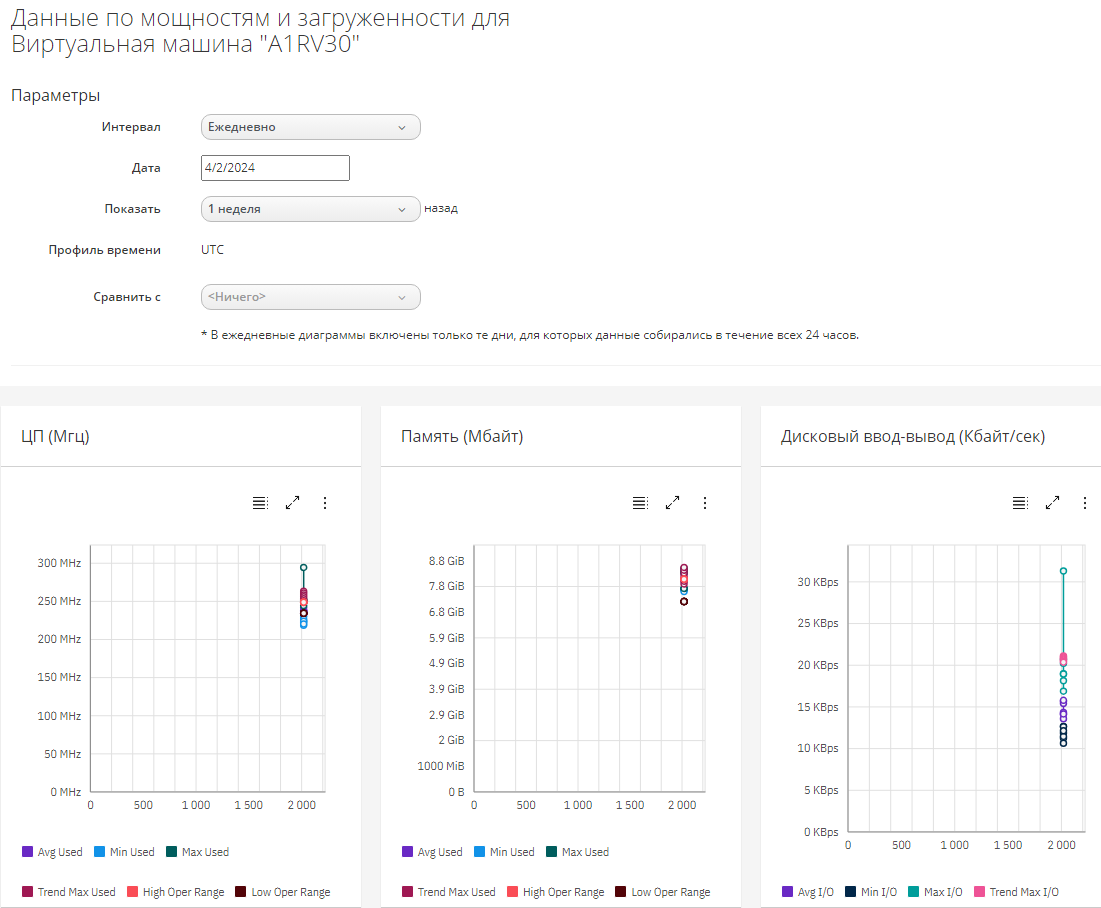 Данные по мощностям и загруженности для
Виртуальная машина "A1RV30"
Параметры
Интервал Ежедневно
Дата 4/2/2024
Показать 1 неделя назад
Профиль времени UTC
Сравнить с <Ничего>
* В ежедневные диаграммы включены только те дни, для которых данные собирались в течение всех 24 часов.
ЦП (Мгц)
300 MHz
250 MHz
200 MHz
150 MHz
100 MHz
50 MHz
0 MHz
0 500 1 000 1 500 2 000
Avg Used Min Used Max Used
Trend Max Used High Oper Range Low Oper Range
Память (Мбайт)
8.8 GiB
7.8 GiB
6.8 GiB
5.9 GiB
4.9 GiB
3.9 GiB
2.9 GiB
2 GiB
1000 MiB
0 B
0 500 1 000 1 500 2 000
Avg Used Min Used Max Used
Trend Max Used High Oper Range Low Oper Range
Дисковый ввод-вывод (Кбайт/сек)
30 KBps
25 KBps
20 KBps
15 KBps
10 KBps
5 KBps
0 KBps
0 500 1 000 1 500 2 000
Avg I/O Min I/O Max I/O Trend Max I/O